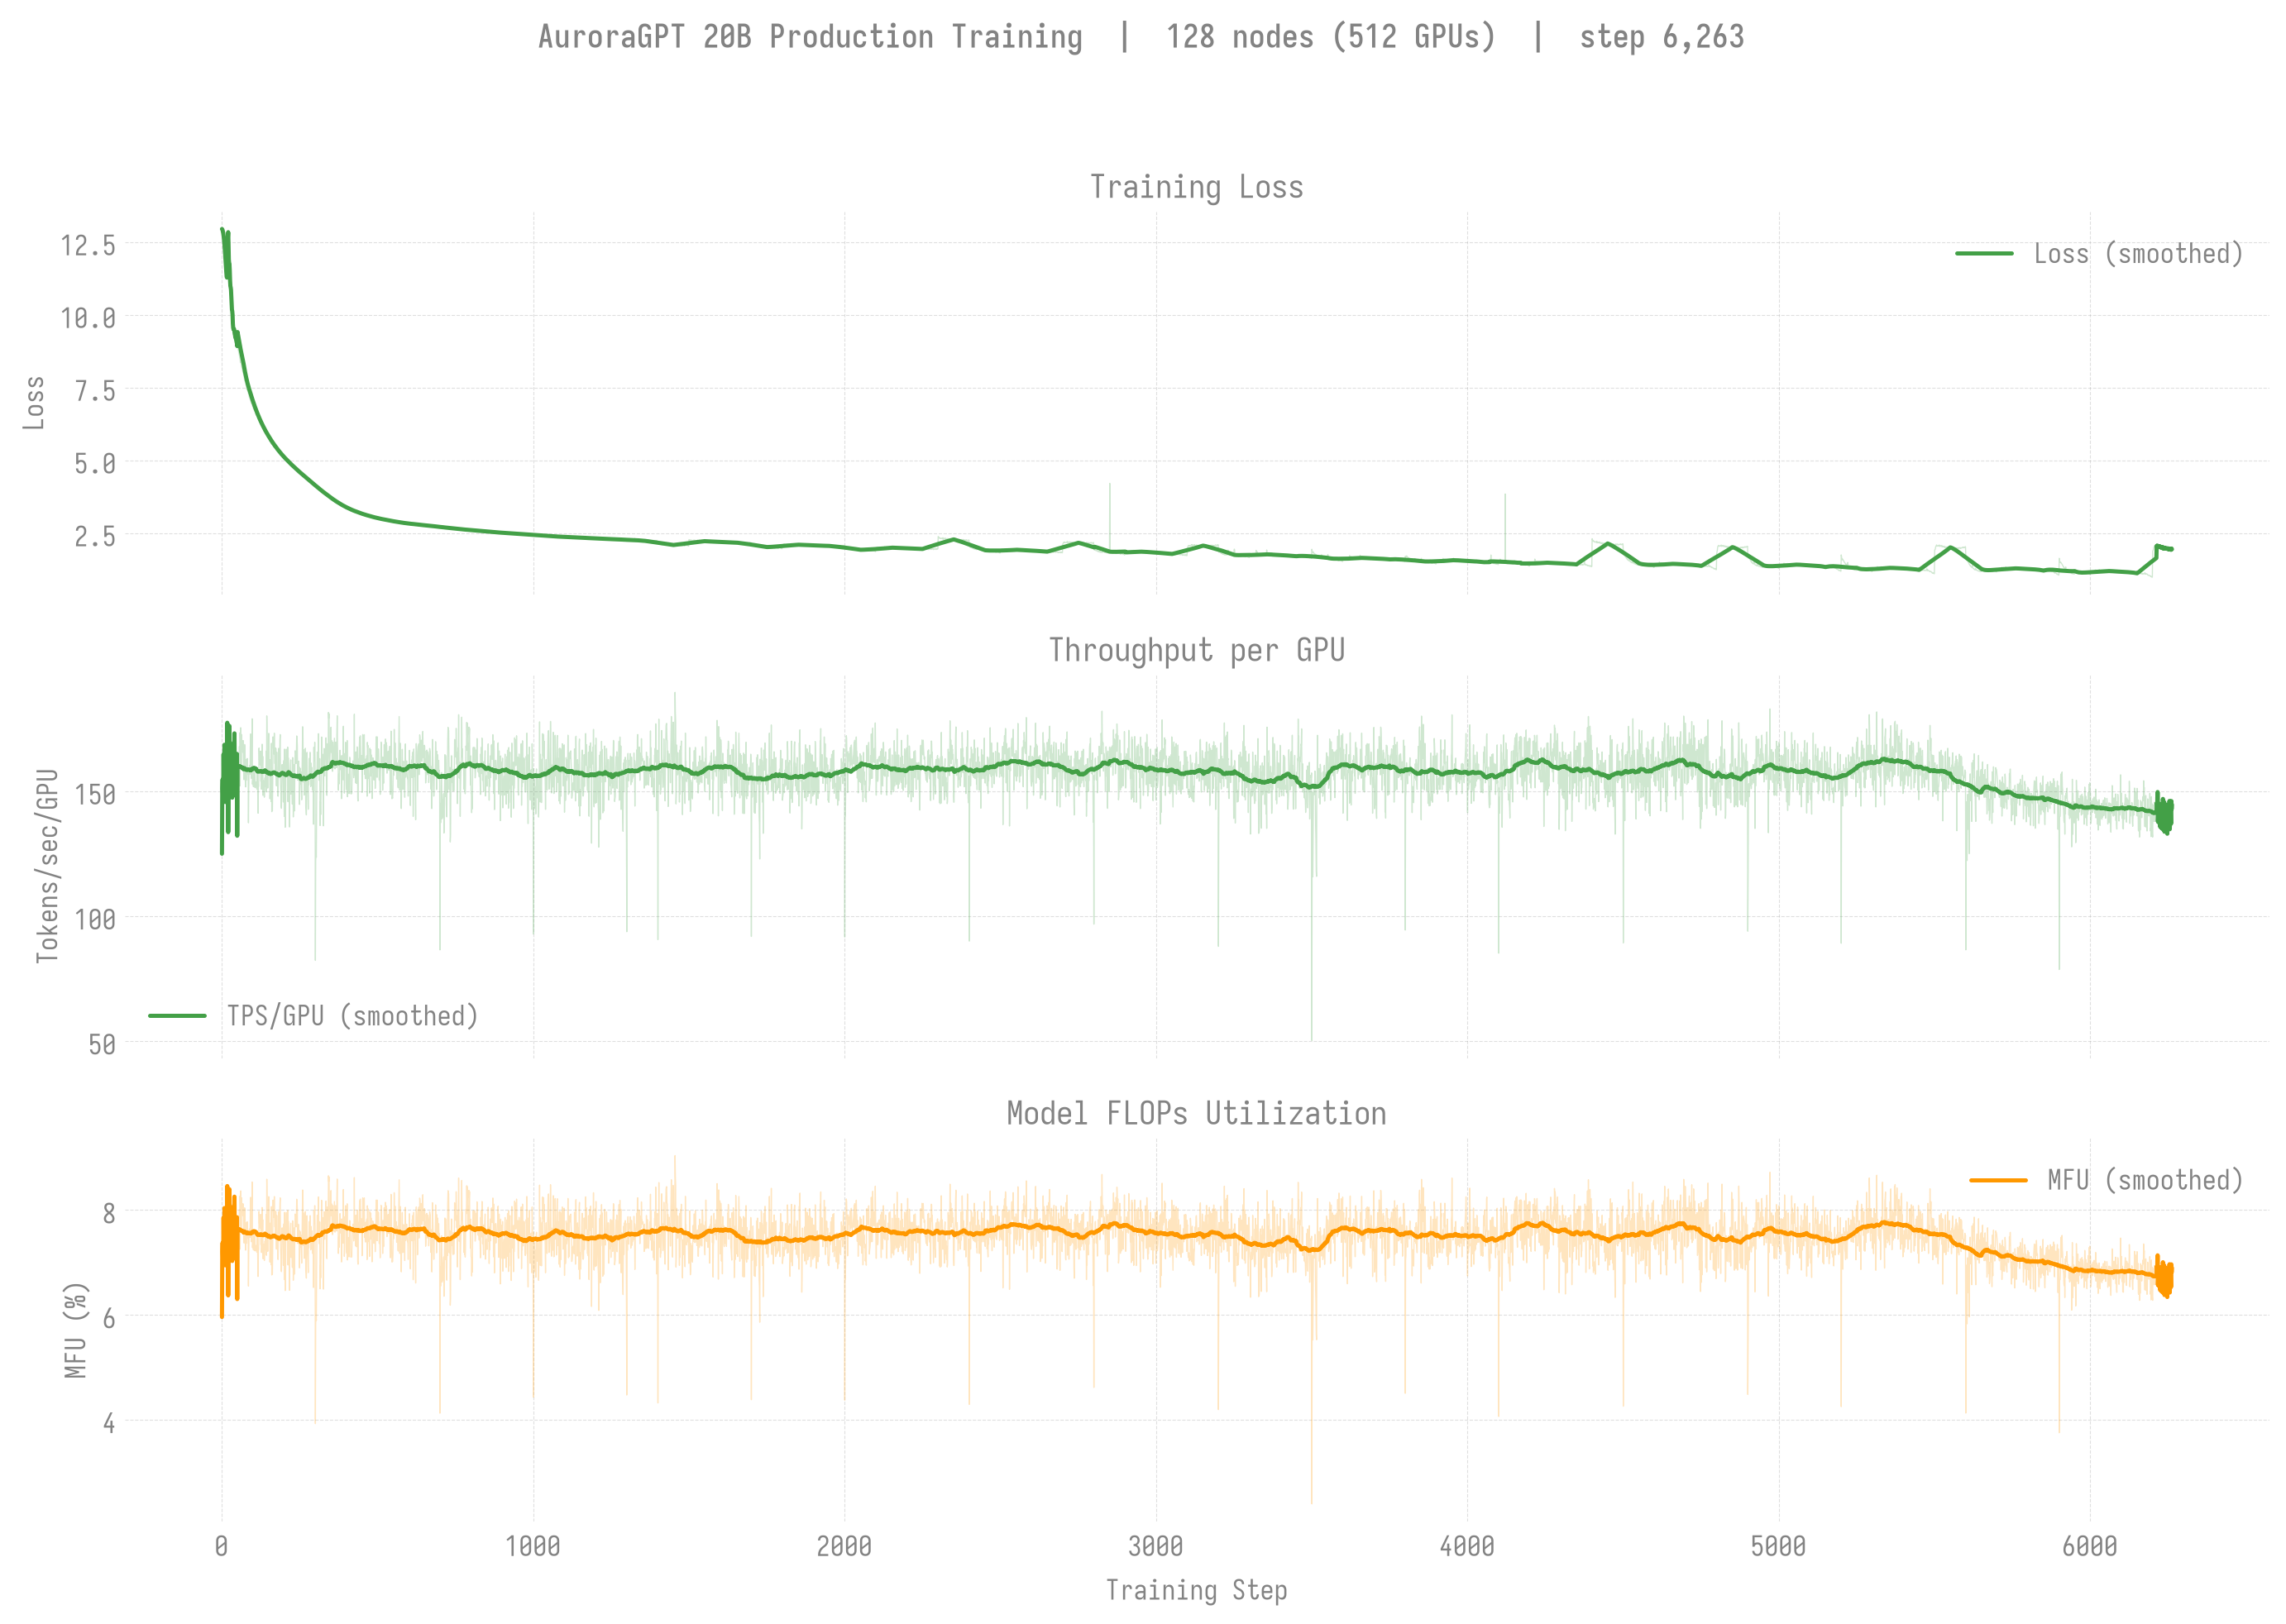 AuroraGPT 20B Production Training | 128 nodes (512 GPUs) | step 6,263
Training Loss
12.5
10.0
7.5
5.0
2.5
Loss
Loss (smoothed)
Throughput per GPU
150
100
50
Tokens/sec/GPU
TPS/GPU (smoothed)
Model FLOPs Utilization
8
6
4
MFU (%)
MFU (smoothed)
0 1000 2000 3000 4000 5000 6000
Training Step